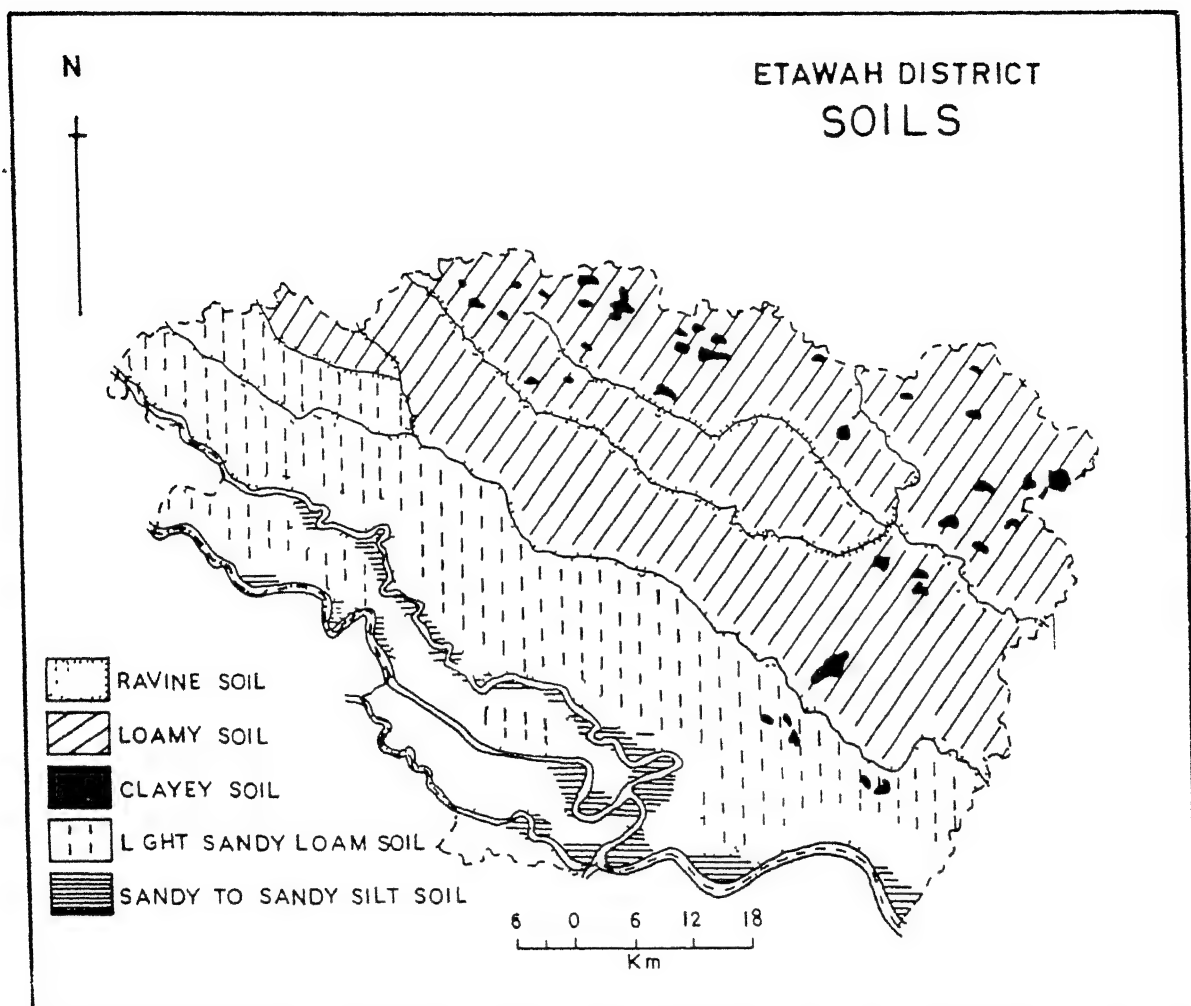 N
ETAWAH DISTRICT
SOILS
RAVINE SOIL
LOAMY SOIL
CLAYEY SOIL
L GHT SANDY LOAM SOIL
SANDY TO SANDY SILT SOIL
6 0 6 12 18
Km